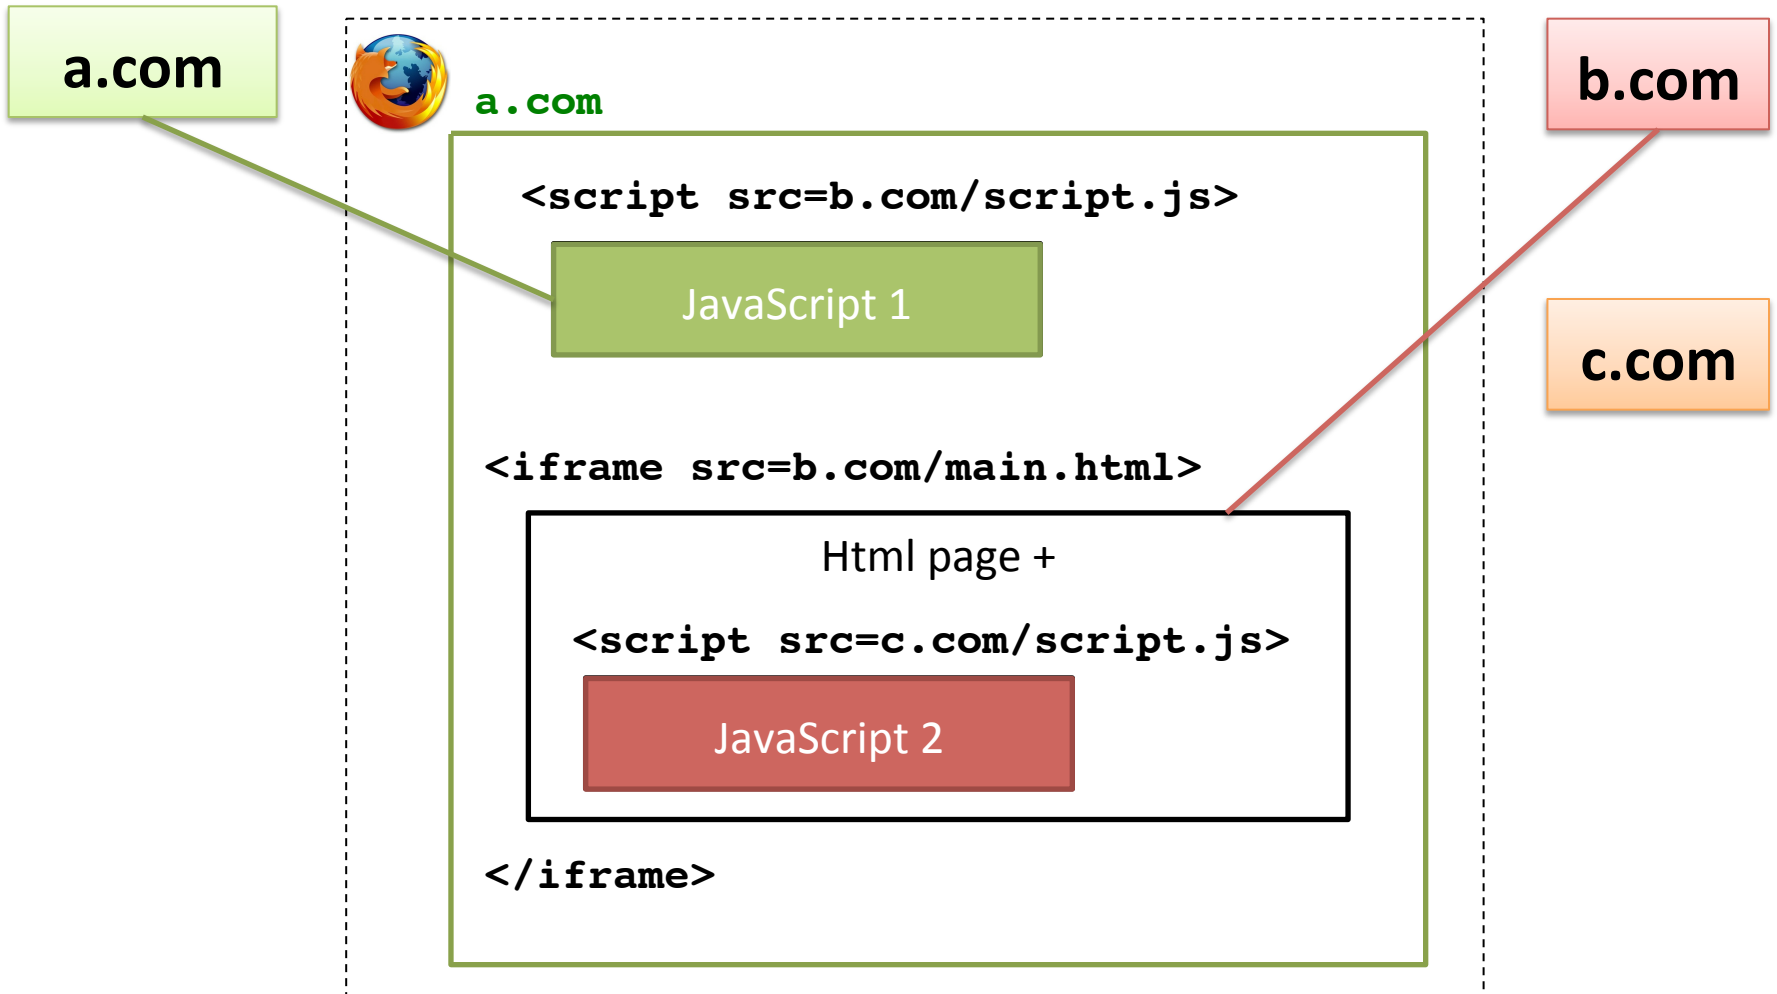 a.com
a.com
b.com
<script src=b.com/script.js>
JavaScript 1
c.com
<iframe src=b.com/main.html>
Html page +
<script src=c.com/script.js>
JavaScript 2
</iframe>